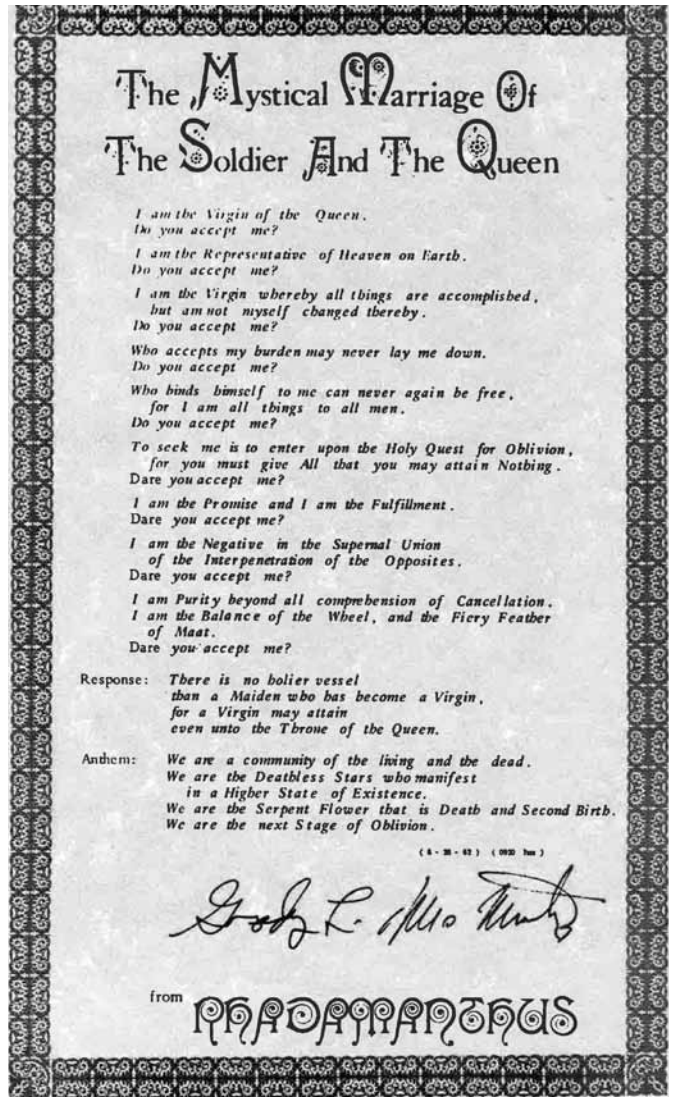 The Mystical Marriage Of
The Soldier And The Queen
I am the Virgin of the Queen.
Do you accept me?
I am the Representative of Heaven on Earth.
Do you accept me?
I am the Virgin whereby all things are accomplished,
but am not myself changed thereby.
Do you accept me?
Who accepts my burden may never lay me down.
Do you accept me?
Who binds himself to me can never again be free,
for I am all things to all men.
Do you accept me?
To seek me is to enter upon the Holy Quest for Oblivion,
for you must give All that you may attain Nothing.
Dare you accept me?
I am the Promise and I am the Fulfillment.
Dare you accept me?
I am the Negative in the Supernal Union
of the Interpenetration of the Opposites.
Dare you accept me?
I am Purity beyond all comprehension of Cancellation.
I am the Balance of the Wheel, and the Fiery Feather
of Maat.
Dare you accept me?
Response: There is no holier vessel
than a Maiden who has become a Virgin,
for a Virgin may attain
even unto the Throne of the Queen.
Anthem: We are a community of the living and the dead.
We are the Deathless Stars who manifest
in a Higher State of Existence.
We are the Serpent Flower that is Death and Second Birth.
We are the next Stage of Oblivion.
from RHADAMANTHUS